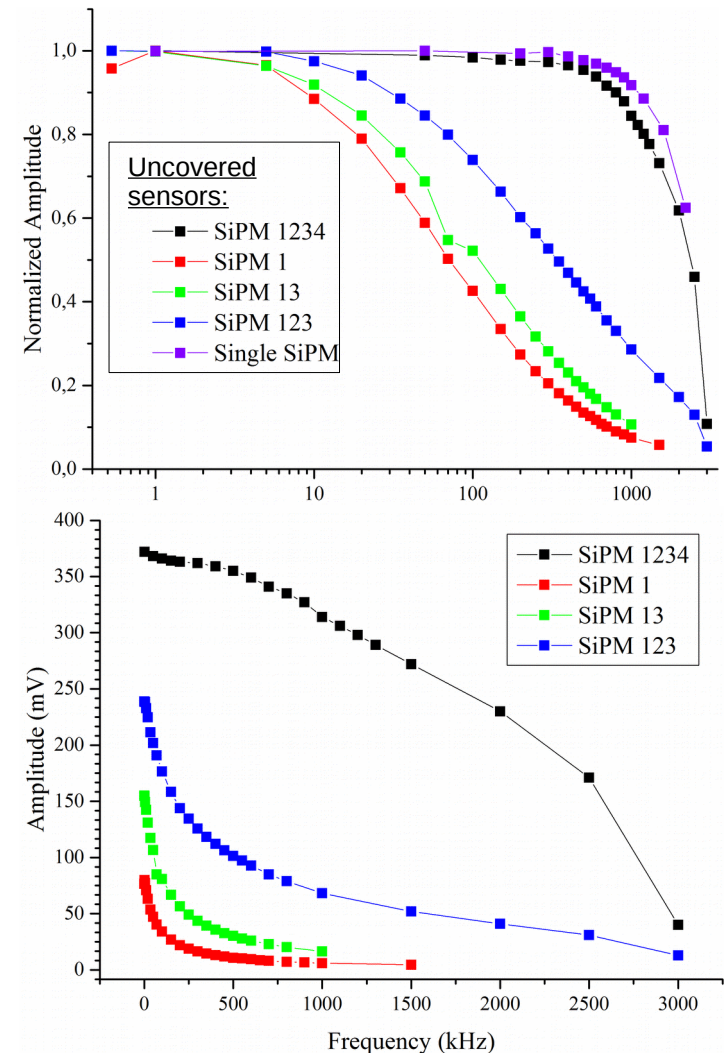 1,0
0,8
0,6
0,4
0,2
0,0
Normalized Amplitude
Uncovered
sensors:
SiPM 1234
SiPM 1
SiPM 13
SiPM 123
Single SiPM
1 10 100 1000
400
350
300
250
200
150
100
50
0
Amplitude (mV)
SiPM 1234
SiPM 1
SiPM 13
SiPM 123
0 500 1000 1500 2000 2500 3000
Frequency (kHz)